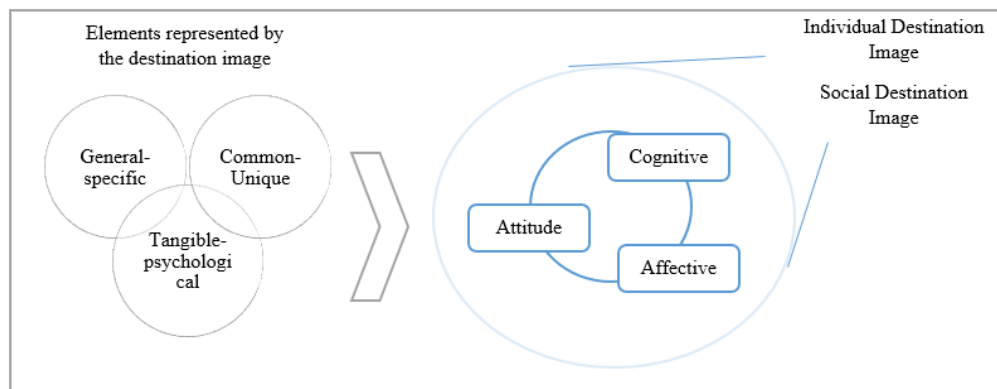 Elements represented by
the destination image
General-
specific
Common-
Unique
Tangible-
psychologi
cal
Individual Destination
Image
Social Destination
Image
Cognitive
Attitude
Affective